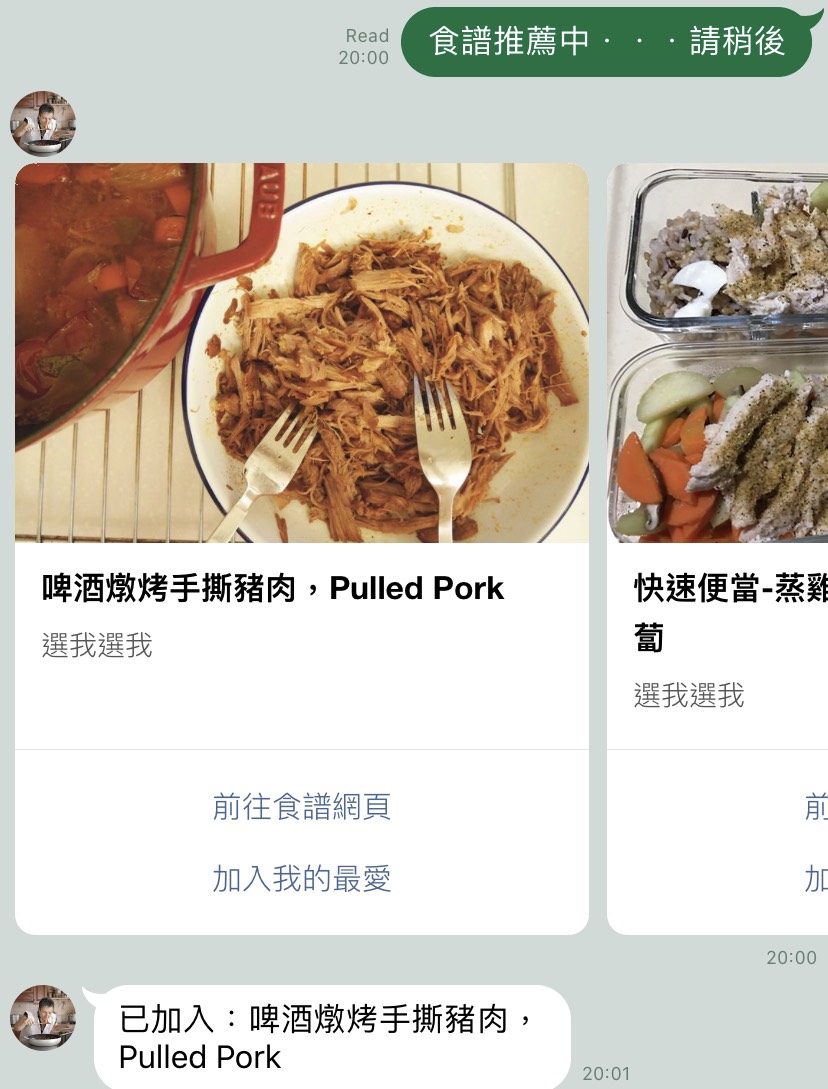 Read
20:00
食譜推薦中．．．請稍後
啤酒燉烤手撕豬肉，Pulled Pork
選我選我
前往食譜網頁
加入我的最愛
快速便當-蒸雞
蔔
選我選我
前
加
20:00
已加入：啤酒燉烤手撕豬肉，
Pulled Pork
20:01